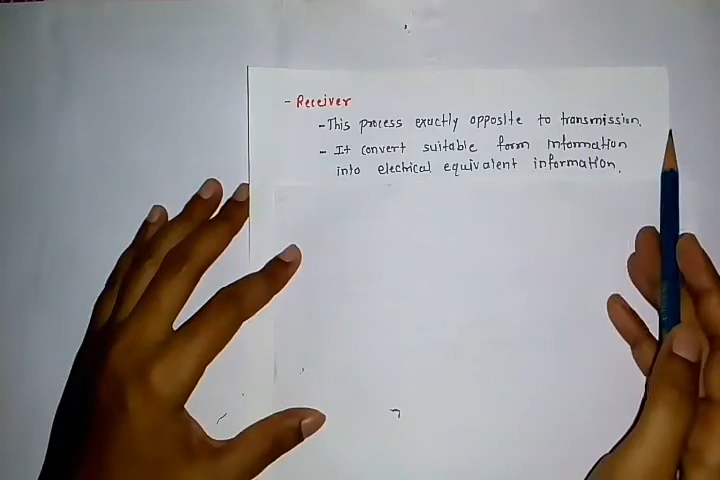 - Receiver
- This process exactly opposite to transmission.
- It convert suitable form information
into electrical equivalent information.